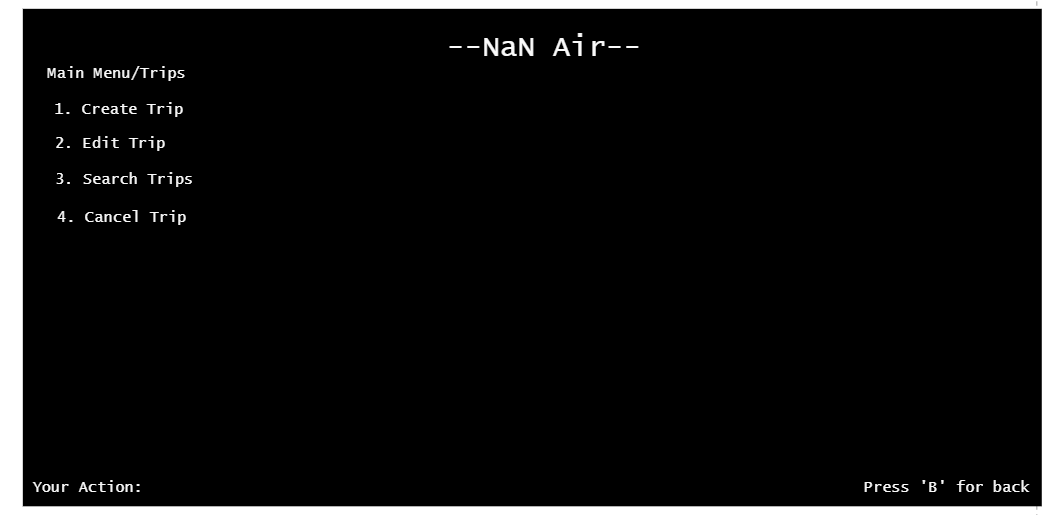 --NaN Air--
Main Menu/Trips
1. Create Trip
2. Edit Trip
3. Search Trips
4. Cancel Trip
Your Action:
Press 'B' for back